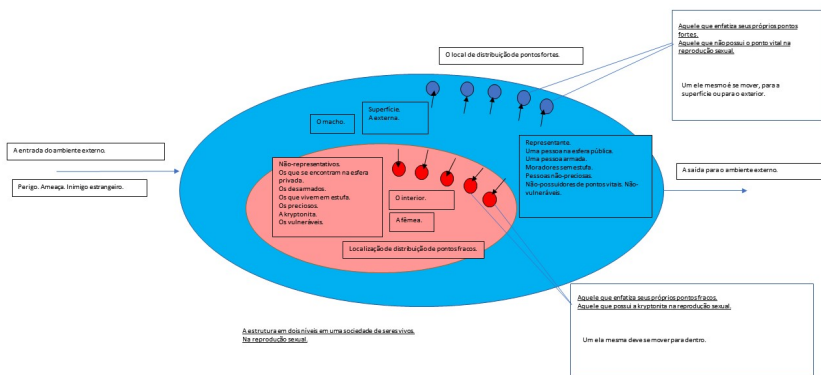 Aquele que enfatiza seus próprios pontos
fortes.
Aquele que não possui o ponto vital na
reprodução sexual.
Um ele mesmo é se mover, para a
superfície ou para o exterior.
O local de distribuição de pontos fortes.
Superfície.
A externa.
O macho.
A entrada do ambiente externo.
Perigo. Ameaça. Inimigo estrangeiro.
Representante.
Uma pessoa na esfera pública.
Uma pessoa armada.
Moradores sem estufa.
Pessoas não-preciosas.
Não-possuidores de pontos vitais. Não-
vulneráveis.
A saída para o ambiente externo.
Não-representativos.
Os que se encontram na esfera
privada.
Os desarmados.
Os que vivem em estufa.
Os preciosos.
A kryptonita.
Os vulneráveis.
O interior.
A fêmea.
Localização de distribuição de pontos fracos.
Aquele que enfatiza seus próprios pontos fracos.
Aquele que possui a kryptonita na reprodução sexual.
Um ela mesma deve se mover para dentro.
A estrutura em dois níveis em uma sociedade de seres vivos.
Na reprodução sexual.